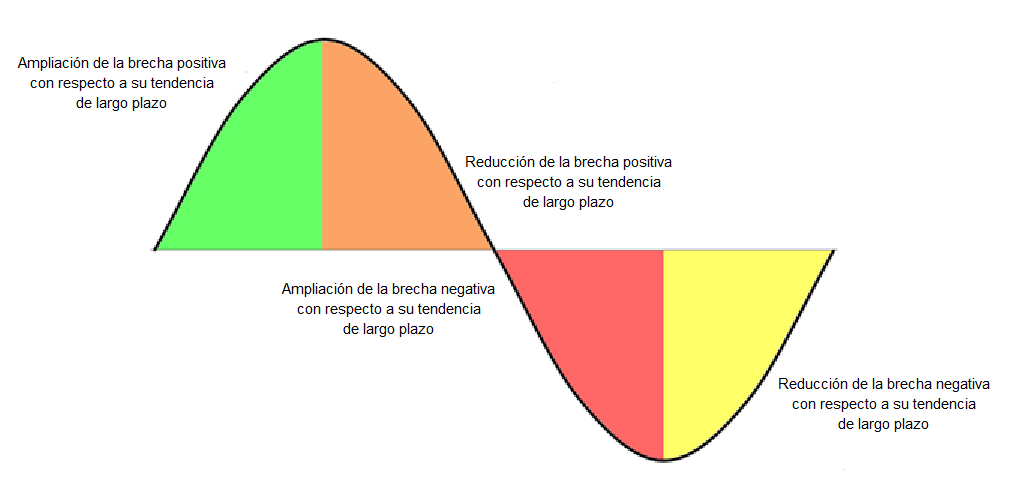 Ampliación de la brecha positiva
con respecto a su tendencia
de largo plazo
Reducción de la brecha positiva
con respecto a su tendencia
de largo plazo
Ampliación de la brecha negativa
con respecto a su tendencia
de largo plazo
Reducción de la brecha negativa
con respecto a su tendencia
de largo plazo